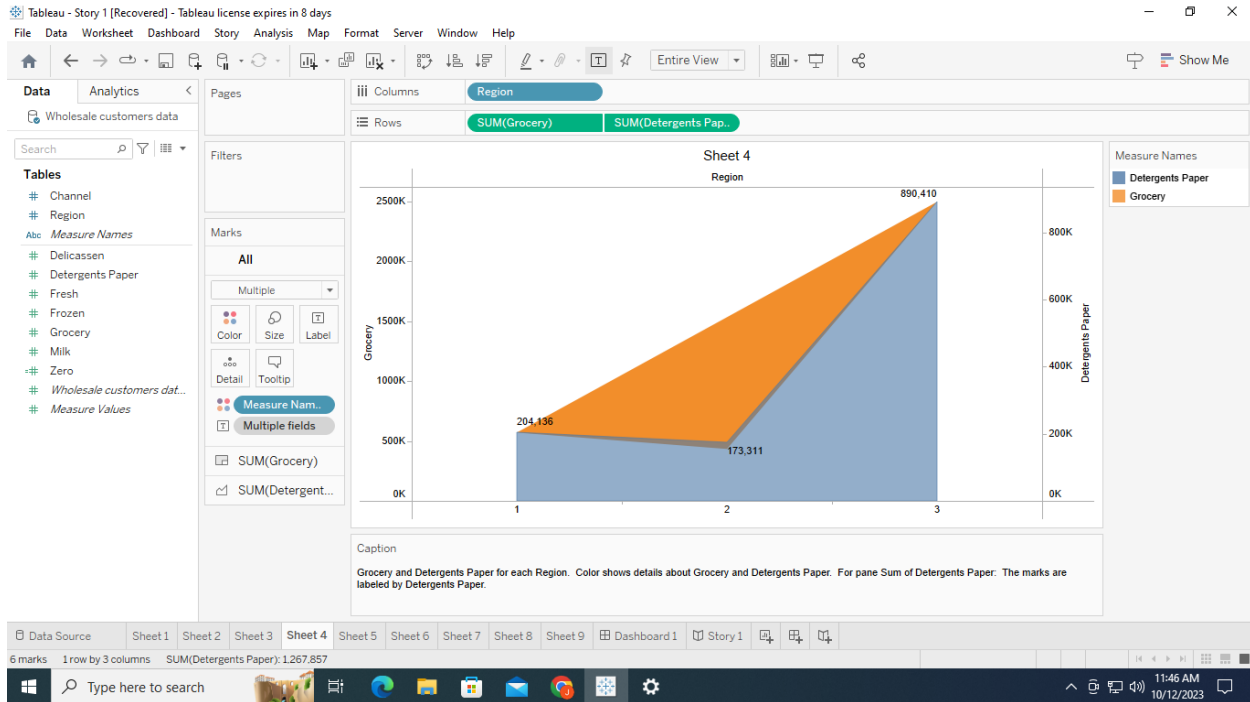 Tableau - Story 1 [Recovered] - Tableau license expires in 8 days
File Data Worksheet Dashboard Story Analysis Map Format Server Window Help
Entire View
Show Me
Data Analytics
Wholesale customers data
Search
Tables
Channel
Region
Abc Measure Names
Delicassen
Detergents Paper
Fresh
Frozen
Grocery
Milk
Zero
Wholesale customers dat...
Measure Values
Pages
Filters
Marks
All
Multiple
Color Size Label
Detail Tooltip
Measure Nam..
Multiple fields
SUM(Grocery)
SUM(Detergent...
Columns Region
Rows SUM(Grocery) SUM(Detergents Pap..
Sheet 4
Region
2500K
2000K
1500K
1000K
500K
0K
Grocery
890,410
204,136
173,311
1 2 3
800K
600K
400K
200K
0K
Detergents Paper
Measure Names
Detergents Paper
Grocery
Caption
Grocery and Detergents Paper for each Region. Color shows details about Grocery and Detergents Paper. For pane Sum of Detergents Paper: The marks are
labeled by Detergents Paper.
Data Source Sheet 1 Sheet 2 Sheet 3 Sheet 4 Sheet 5 Sheet 6 Sheet 7 Sheet 8 Sheet 9 Dashboard 1 Story 1
6 marks 1 row by 3 columns SUM(Detergents Paper): 1,267,857
Type here to search
11:46 AM
10/12/2023